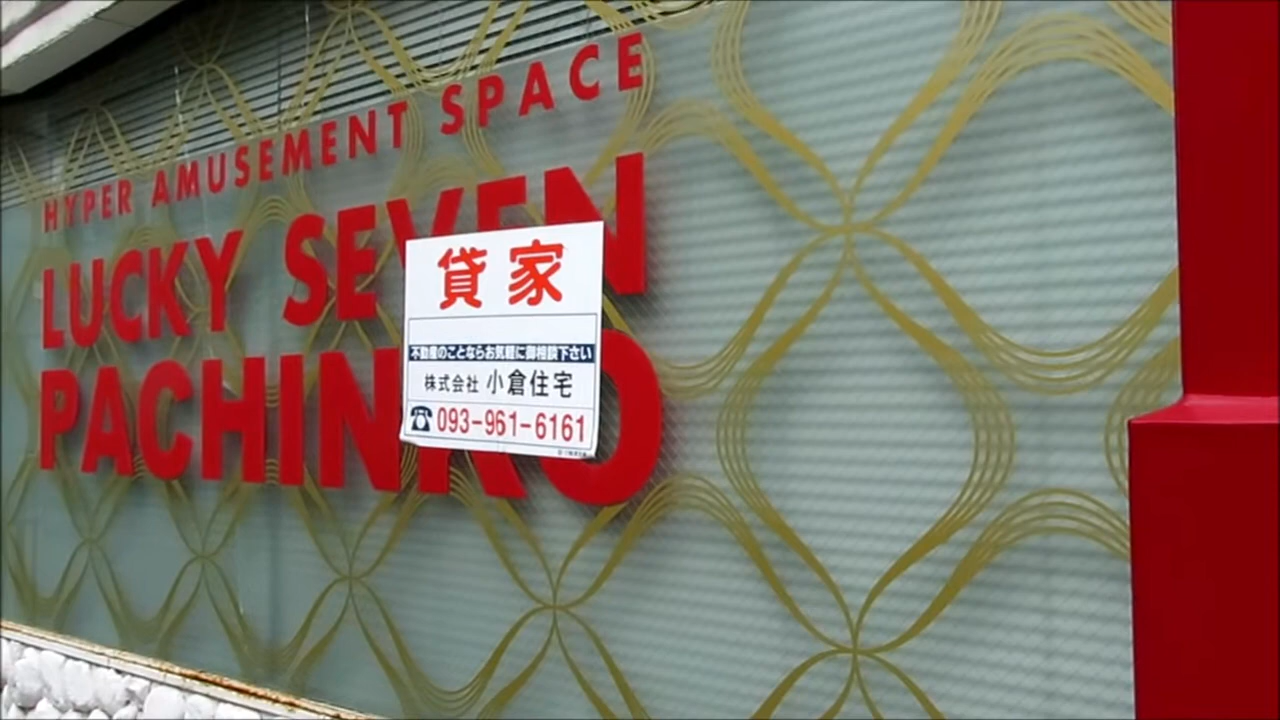 HYPER AMUSEMENT SPACE
LUCKY SEVEN
PACHINKO
貸家
不動産のことならお気軽に御相談下さい
株式会社 小倉住宅
☎093-961-6161